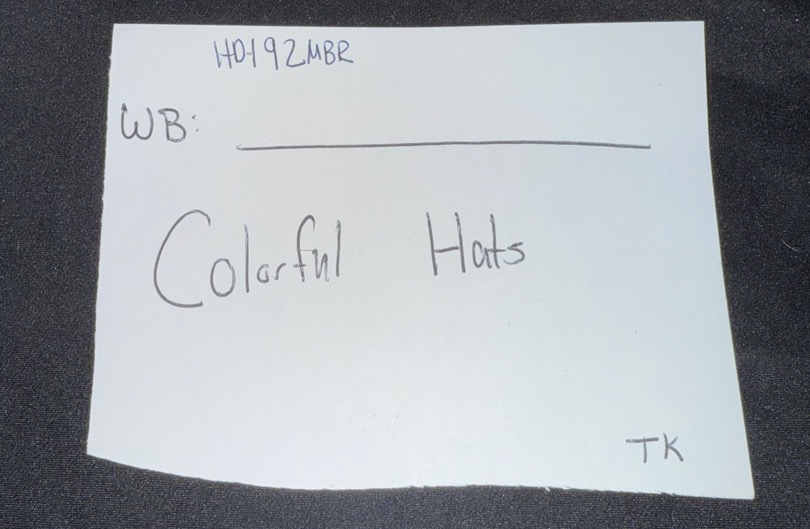 H0192MBR
WB:
Colorful Hats
TK